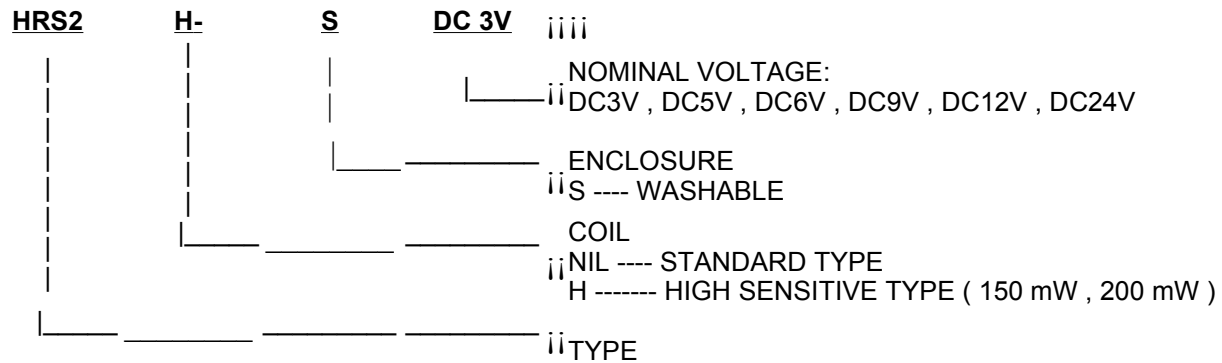 HRS2 H- S DC 3V ¡¡¡¡
NOMINAL VOLTAGE:
¡¡DC3V , DC5V , DC6V , DC9V , DC12V , DC24V
ENCLOSURE
¡¡S ---- WASHABLE
COIL
¡¡NIL ---- STANDARD TYPE
H ------- HIGH SENSITIVE TYPE ( 150 mW , 200 mW )
¡¡TYPE